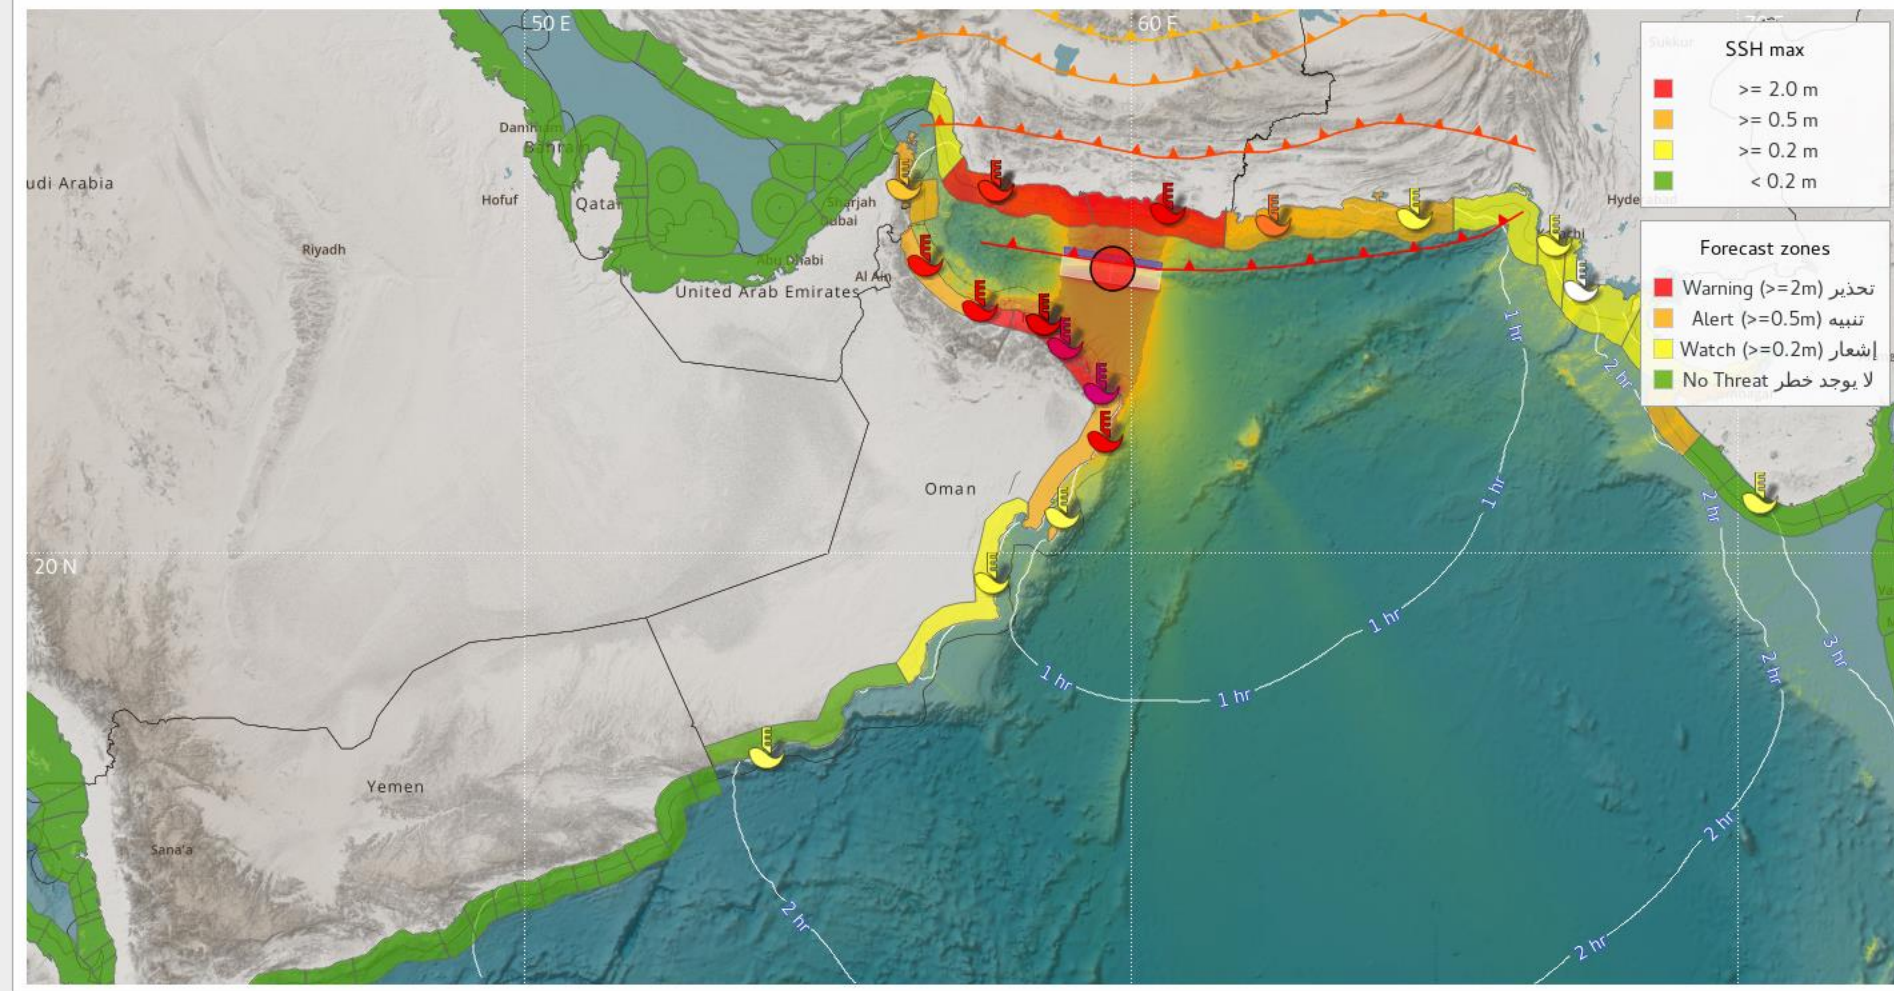 50 E
60 F
Sukkur
SSH max
>= 2.0 m
>= 0.5 m
>= 0.2 m
< 0.2 m
Forecast zones
Warning (>=2m) تحذير
Alert (>=0.5m) تنبيه
Watch (>=0.2m) إشعار
No Threat لا يوجد خطر
Dammam
Bahrain
udi Arabia
Hofuf
Qatar
Sharjah
Dubai
Hyderabad
Riyadh
Abu Dhabi
Al Ain
United Arab Emirates
1 hr
2 hr
Oman
1 hr
2 hr
20 N
1 hr
3 hr
1 hr
1 hr
2 hr
Yemen
2 hr
Sana'a
2 hr
2 hr